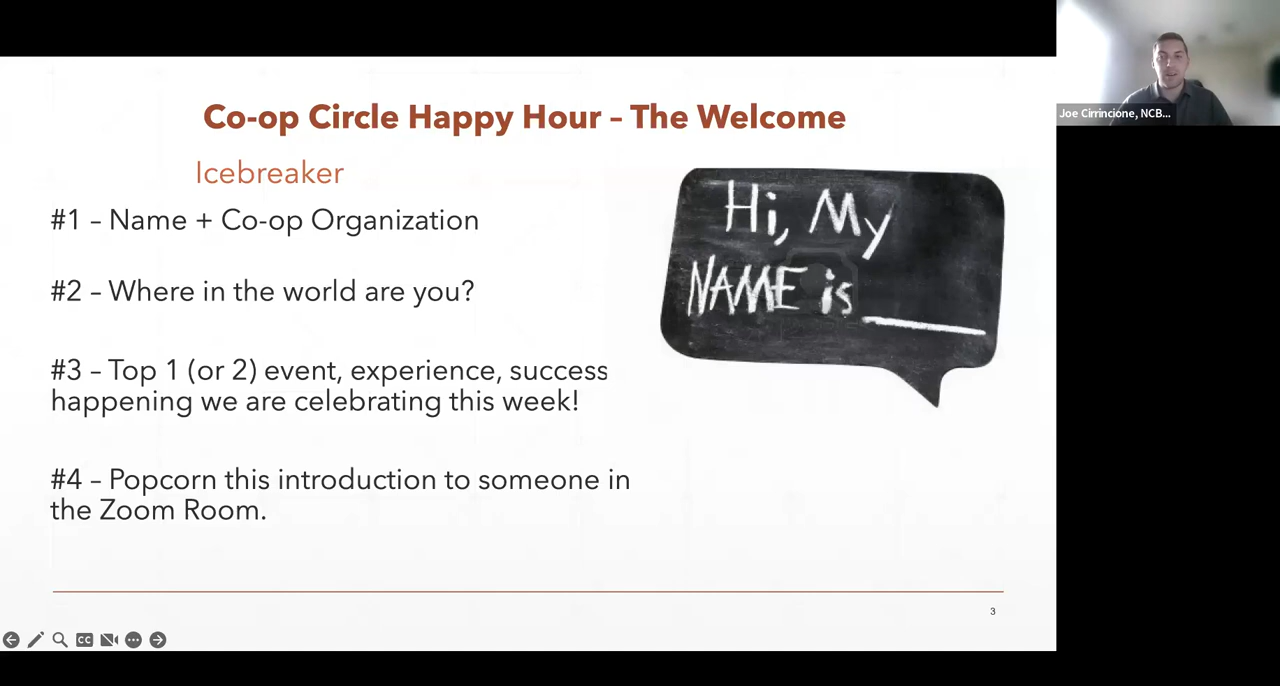 Co-op Circle Happy Hour – The Welcome
Icebreaker
#1 – Name + Co-op Organization
#2 – Where in the world are you?
#3 – Top 1 (or 2) event, experience, success
happening we are celebrating this week!
#4 – Popcorn this introduction to someone in
the Zoom Room.
Hi, My
NAME is ____
3
CC
Joe Cirrincione, NCB...